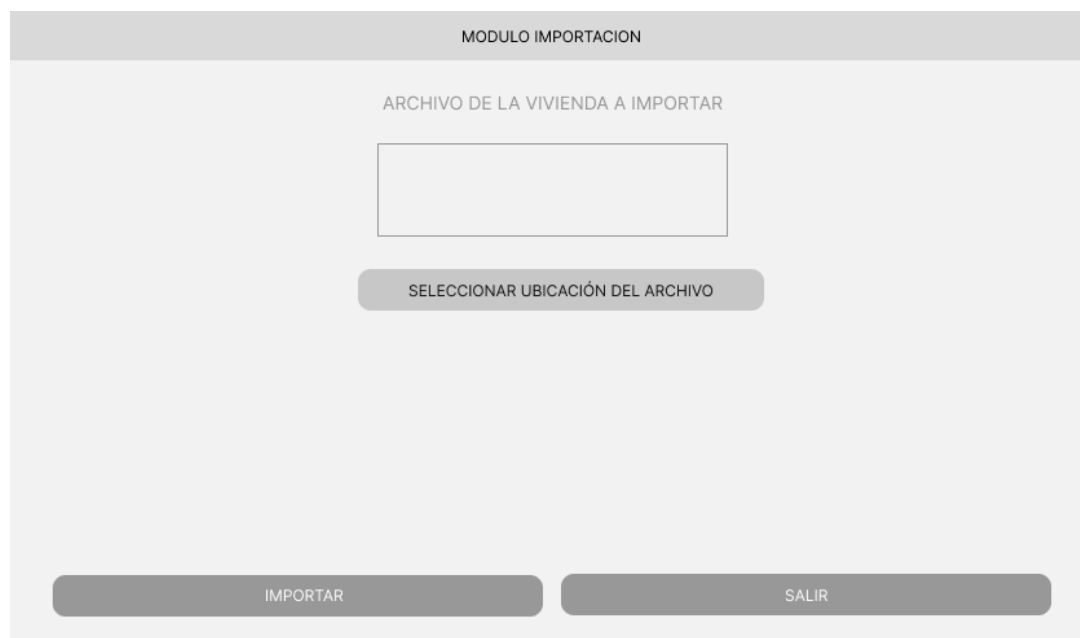 MODULO IMPORTACION
ARCHIVO DE LA VIVIENDA A IMPORTAR
SELECCIONAR UBICACIÓN DEL ARCHIVO
IMPORTAR
SALIR